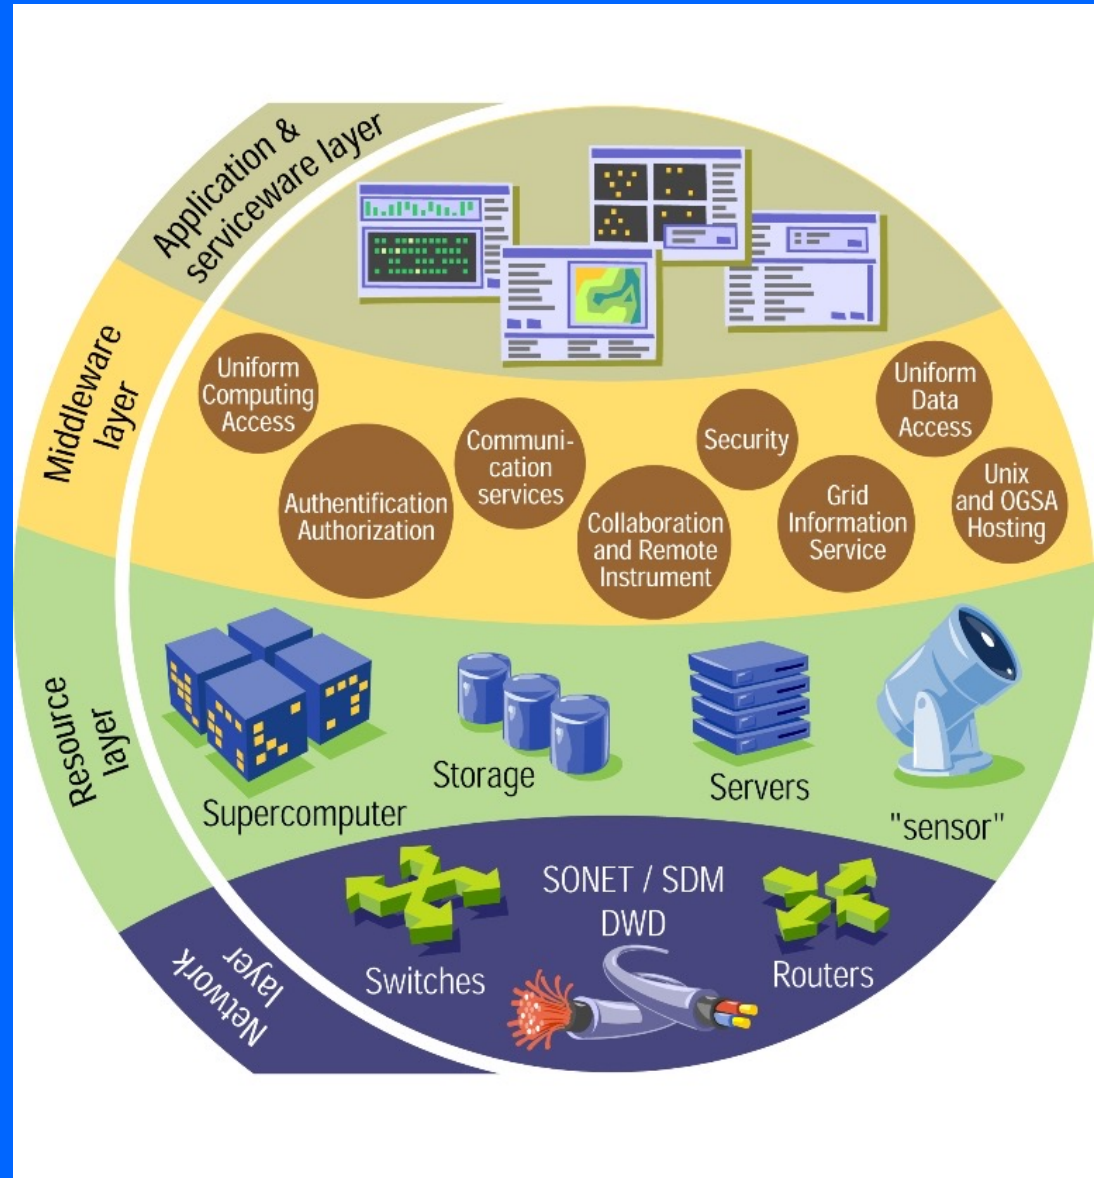 Application &
serviceware layer
Middleware
layer
Uniform
Computing
Access
Authentification
Authorization
Communi-
cation
services
Collaboration
and Remote
Instrument
Security
Grid
Information
Service
Uniform
Data
Access
Unix
and OGSA
Hosting
Resource
layer
Supercomputer
Storage
Servers
"sensor"
Network
layer
Switches
SONET / SDM
DWD
Routers